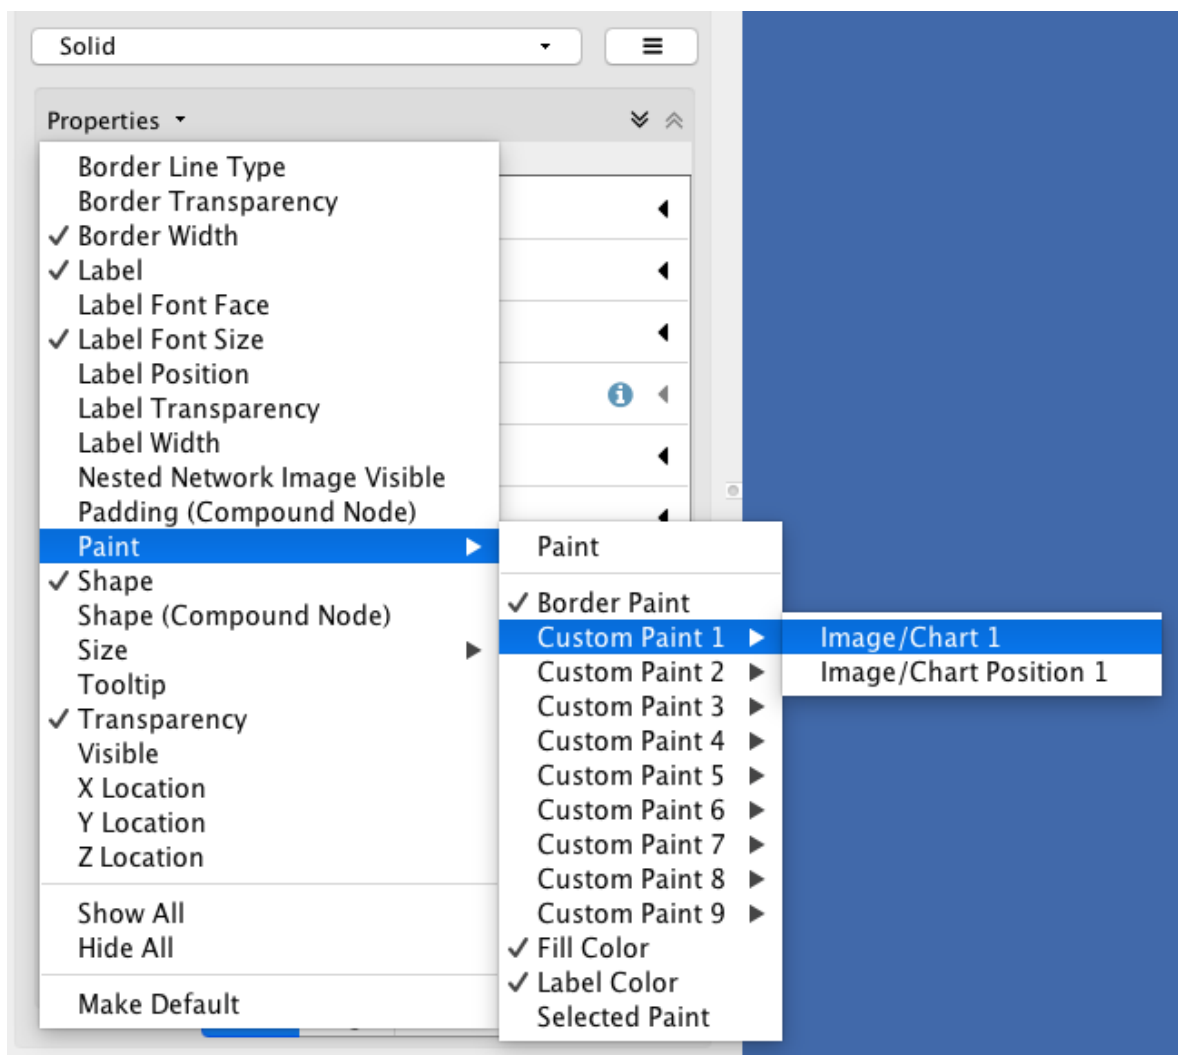 Solid
Properties
Border Line Type
Border Transparency
Border Width
Label
Label Font Face
Label Font Size
Label Position
Label Transparency
Label Width
Nested Network Image Visible
Padding (Compound Node)
Paint
Shape
Shape (Compound Node)
Size
Tooltip
Transparency
Visible
X Location
Y Location
Z Location
Show All
Hide All
Make Default
Paint
Border Paint
Custom Paint 1
Custom Paint 2
Custom Paint 3
Custom Paint 4
Custom Paint 5
Custom Paint 6
Custom Paint 7
Custom Paint 8
Custom Paint 9
Fill Color
Label Color
Selected Paint
Image/Chart 1
Image/Chart Position 1